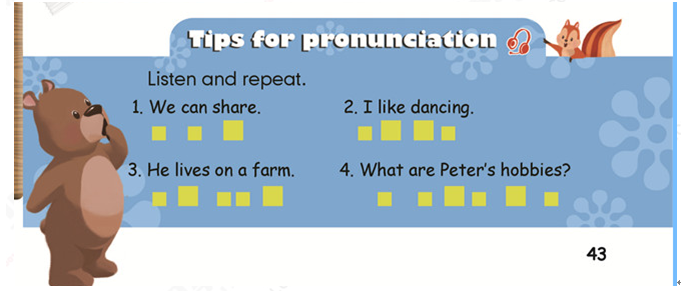 Tips for pronunciation
Listen and repeat.
1. We can share.
2. I like dancing.
3. He lives on a farm.
4. What are Peter's hobbies?
43